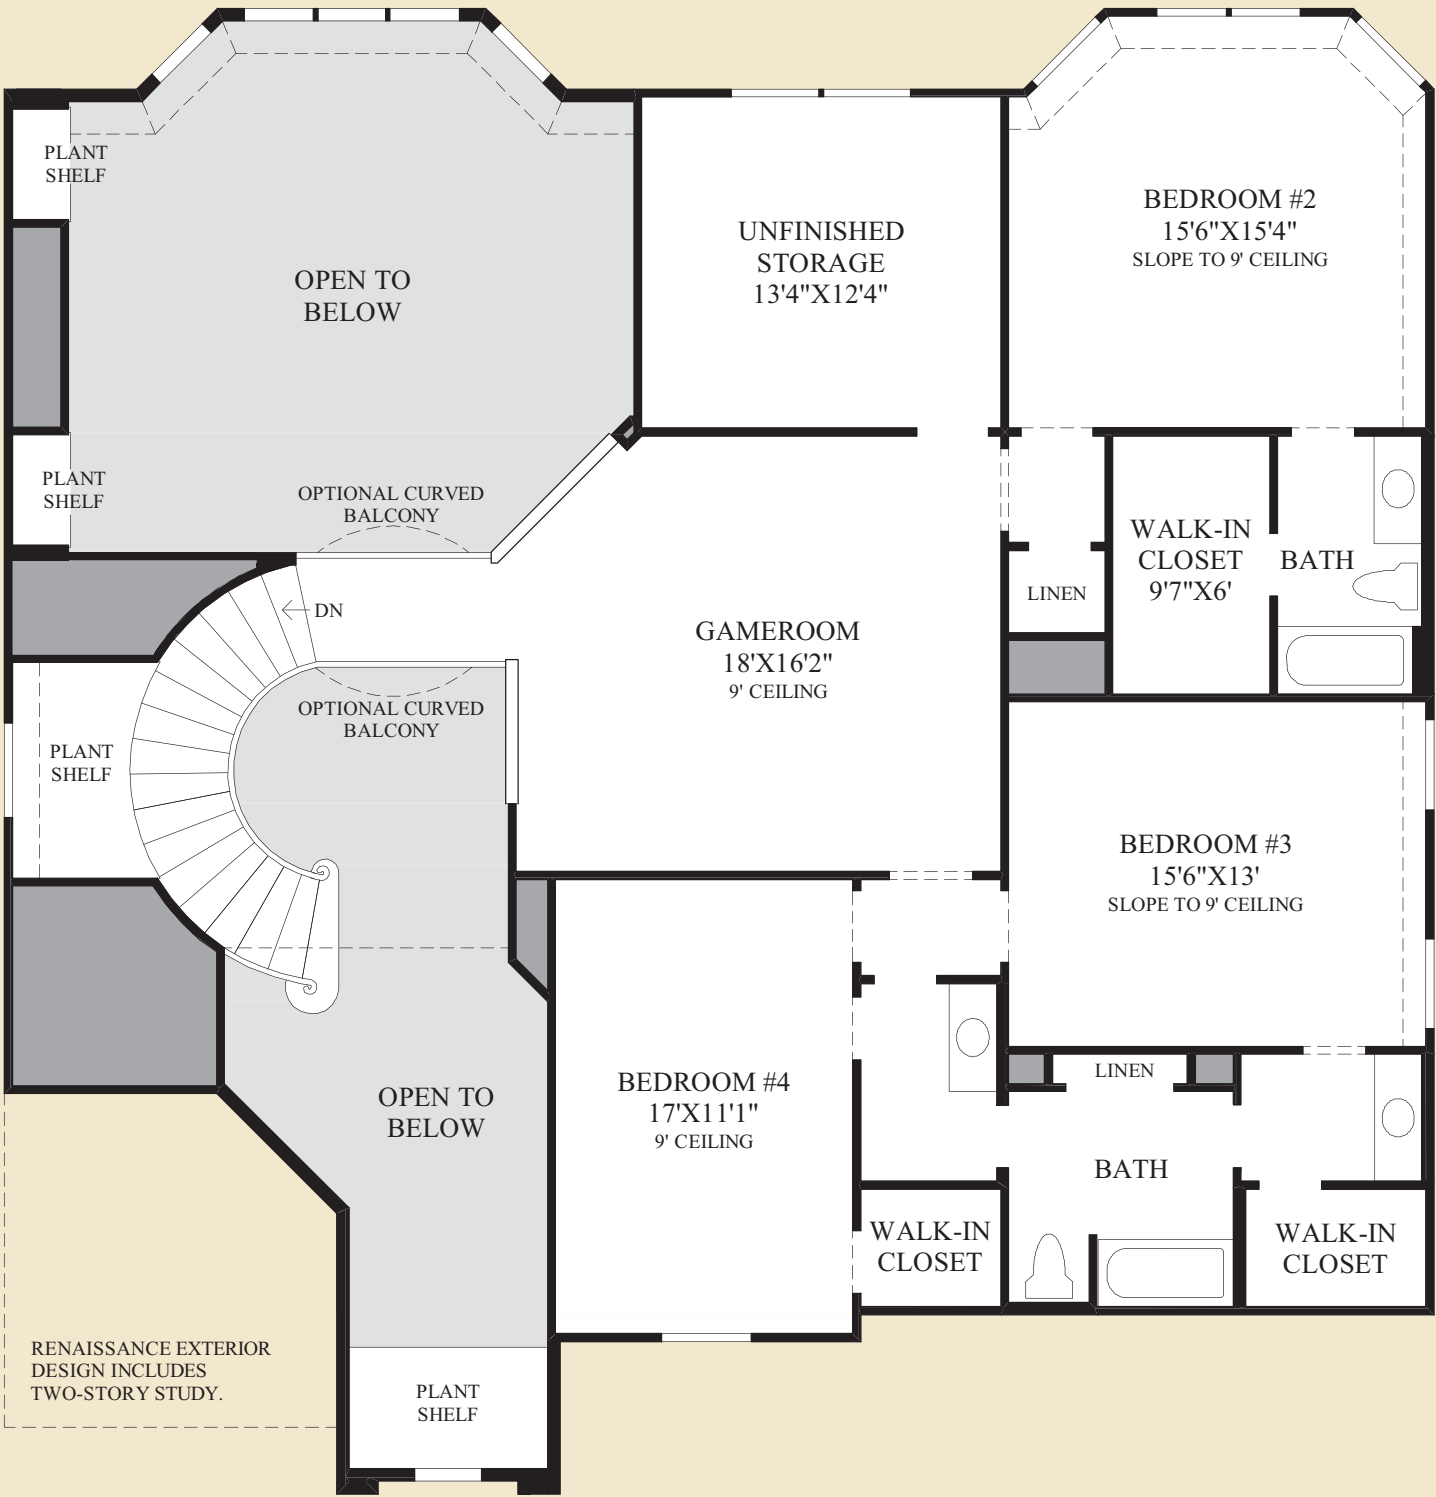 PLANT
SHELF
OPEN TO
BELOW
UNFINISHED
STORAGE
13'4"X12'4"
BEDROOM #2
15'6"X15'4"
SLOPE TO 9' CEILING
PLANT
SHELF
OPTIONAL CURVED
BALCONY
WALK-IN
CLOSET
9'7"X6'
BATH
LINEN
DN
GAMEROOM
18'X16'2"
9' CEILING
OPTIONAL CURVED
BALCONY
PLANT
SHELF
BEDROOM #3
15'6"X13'
SLOPE TO 9' CEILING
OPEN TO
BELOW
BEDROOM #4
17'X11'1"
9' CEILING
LINEN
BATH
WALK-IN
CLOSET
WALK-IN
CLOSET
RENAISSANCE EXTERIOR
DESIGN INCLUDES
TWO-STORY STUDY.
PLANT
SHELF